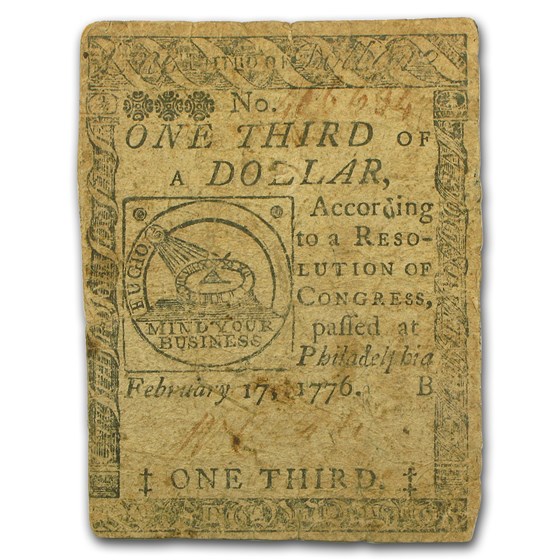 No.
ONE THIRD OF
A DOLLAR,
According
to a RESO-
LUTION OF
CONGRESS,
paſſed at
Philadelphia
February 17, 1776. B
EUGIO
MIND YOUR
BUSINESS
‡ ONE THIRD. ‡